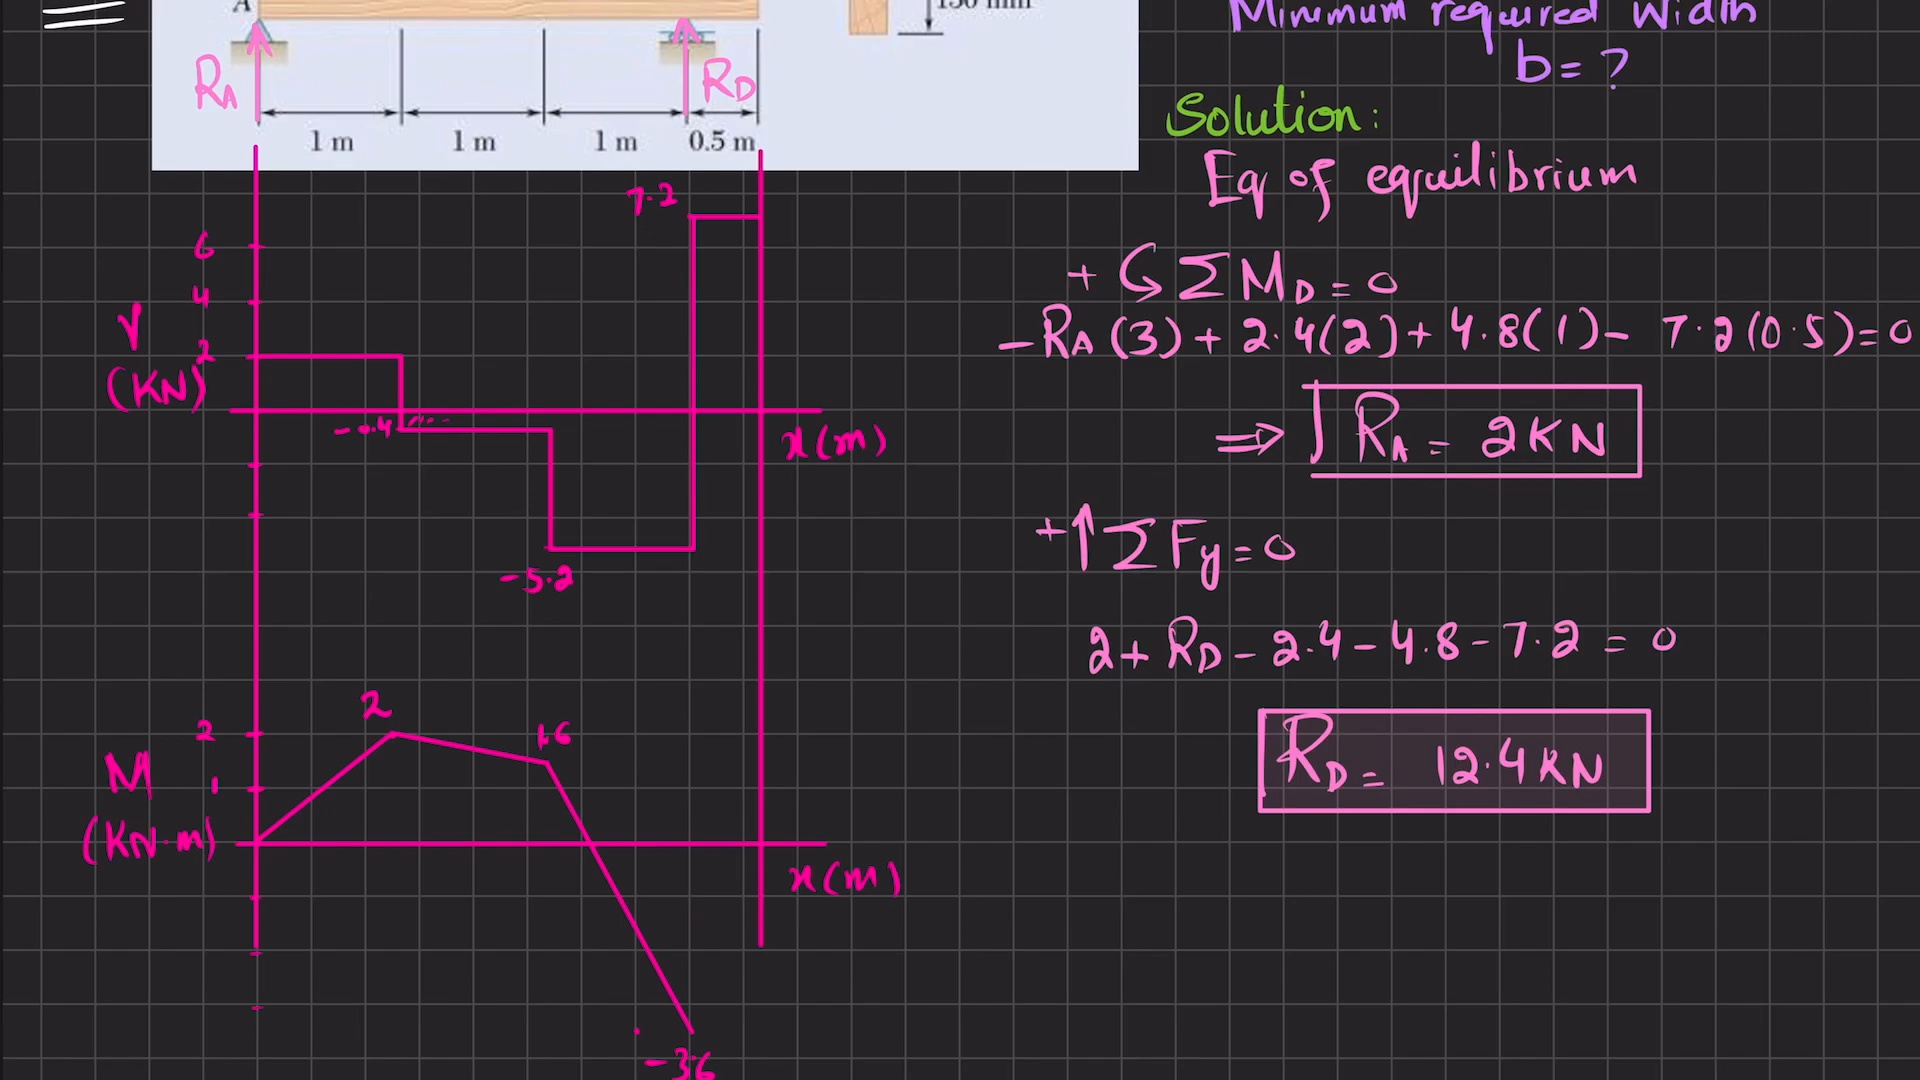 A
150 mm
Minimum required Width
b = ?
RA
RD
1 m 1 m 1 m 0.5 m
Solution:
Eq of equilibrium
7.2
6
4
2
V
(KN)
-0.4
x(m)
-5.2
+ ΣMD = 0
-RA(3) + 2.4(2) + 4.8(1) - 7.2(0.5) = 0
⇒ RA = 2KN
+↑ΣFy = 0
2 + RD - 2.4 - 4.8 - 7.2 = 0
RD = 12.4KN
2
1.6
2
1
M
(KN.m)
x(m)
-3.6